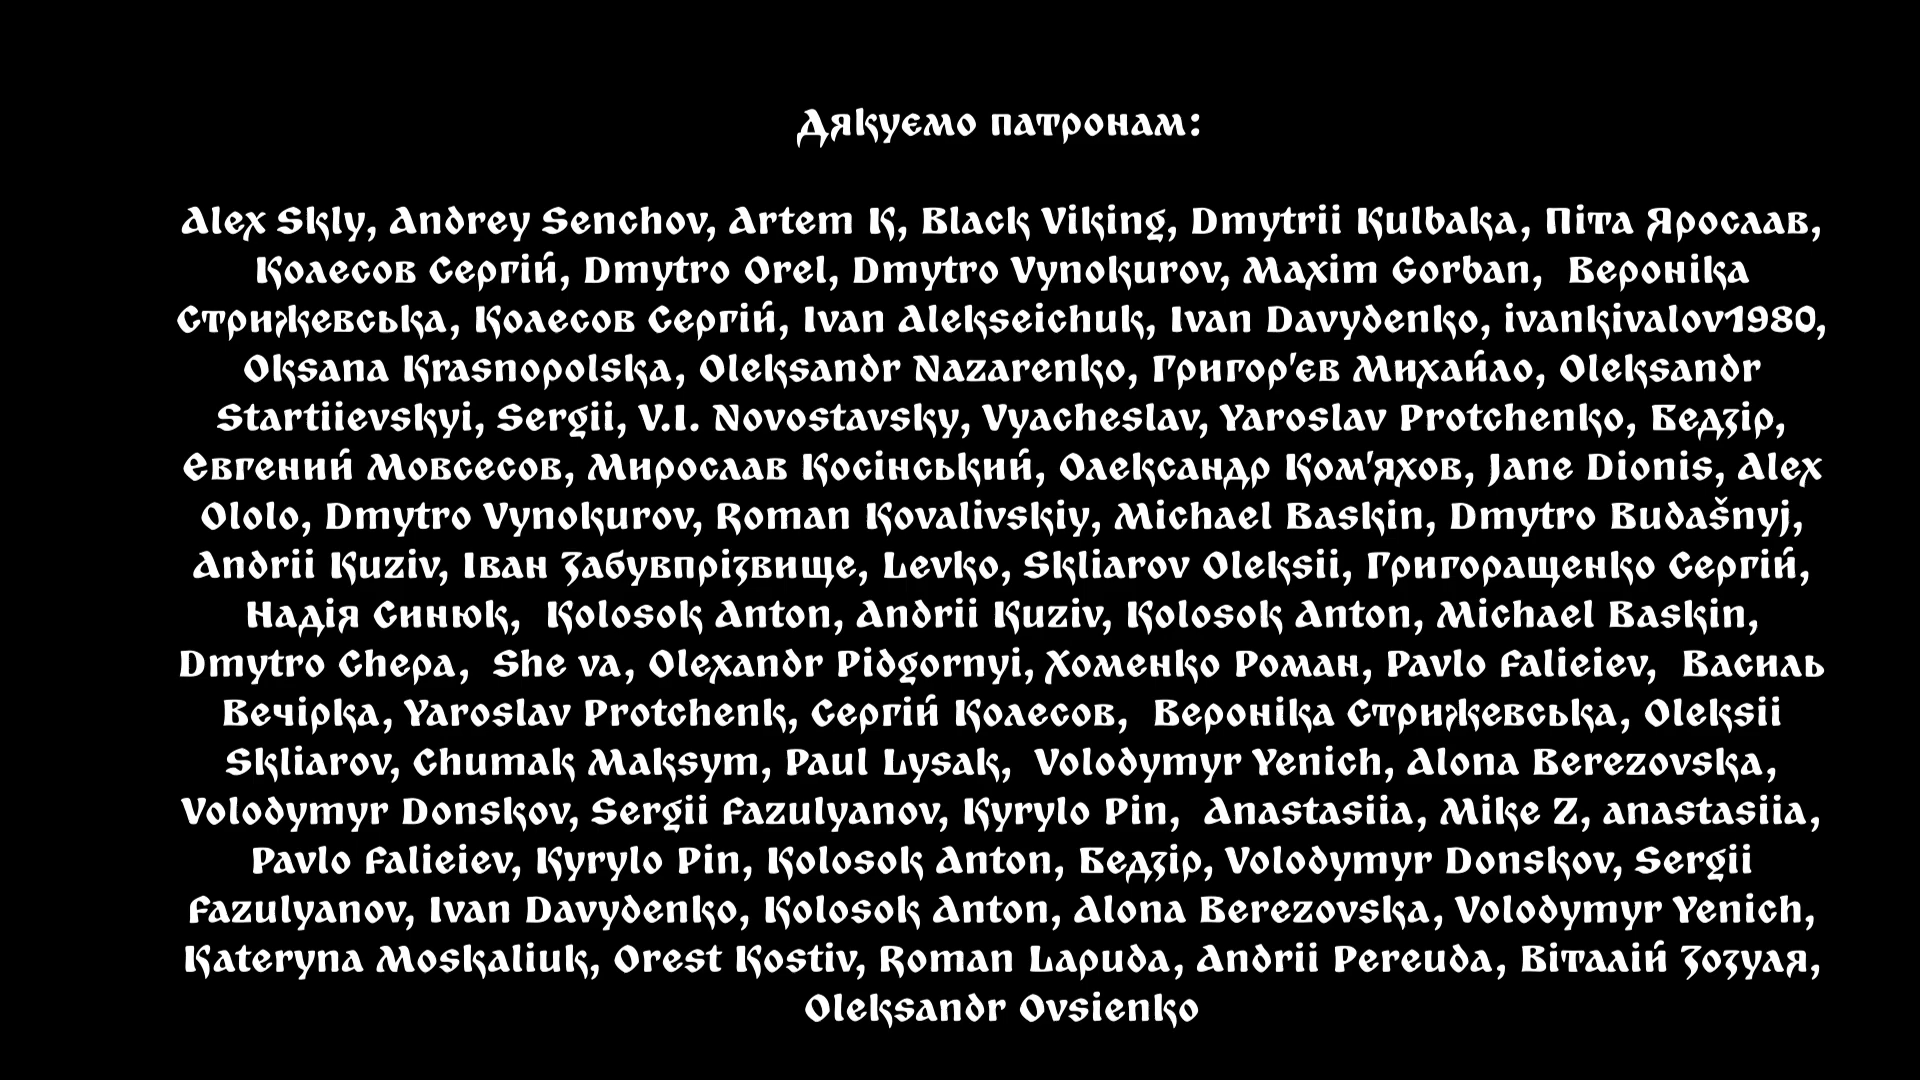 Дякуємо патронам:
Alex Skly, Andrey Senchov, Artem K, Black Viking, Dmytrii Kulbaka, Піта Ярослав,
Колесов Сергій, Dmytro Orel, Dmytro Vynokurov, Maxim Gorban, Вероніка
Стрижевська, Колесов Сергій, Ivan Alekseichuk, Ivan Davydenko, ivankivalov1980,
Oksana Krasnopolska, Oleksandr Nazarenko, Григор'єв Михайло, Oleksandr
Startiievskyi, Sergii, V.I. Novostavsky, Vyacheslav, Yaroslav Protchenko, Бедзір,
Евгений Мовсесов, Мирослав Косінський, Олександр Ком'яхов, Jane Dionis, Alex
Ololo, Dmytro Vynokurov, Roman Kovalivskiy, Michael Baskin, Dmytro Budašnyj,
Andrii Kuziv, Іван Забувпрізвище, Levko, Skliarov Oleksii, Григоращенко Сергій,
Надія Синюк, Kolosok Anton, Andrii Kuziv, Kolosok Anton, Michael Baskin,
Dmytro Chepa, She va, Olexandr Pidgornyi, Хоменко Роман, Pavlo Falieiev, Василь
Вечірка, Yaroslav Protchenk, Сергій Колесов, Вероніка Стрижевська, Oleksii
Skliarov, Chumak Maksym, Paul Lysak, Volodymyr Yenich, Alona Berezovska,
Volodymyr Donskov, Sergii Fazulyanov, Kyrylo Pin, Anastasiia, Mike Z, anastasiia,
Pavlo Falieiev, Kyrylo Pin, Kolosok Anton, Бедзір, Volodymyr Donskov, Sergii
Fazulyanov, Ivan Davydenko, Kolosok Anton, Alona Berezovska, Volodymyr Yenich,
Kateryna Moskaliuk, Orest Kostiv, Roman Lapuda, Andrii Pereuda, Віталій Зозуля,
Oleksandr Ovsienko